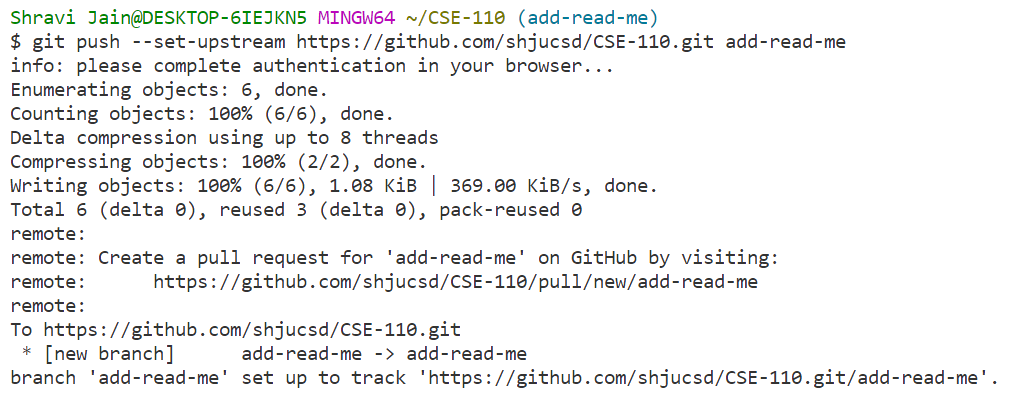 Shravi Jain@DESKTOP-6IEJKN5 MINGW64 ~/CSE-110 (add-read-me)
$ git push --set-upstream https://github.com/shjucsd/CSE-110.git add-read-me
info: please complete authentication in your browser...
Enumerating objects: 6, done.
Counting objects: 100% (6/6), done.
Delta compression using up to 8 threads
Compressing objects: 100% (2/2), done.
Writing objects: 100% (6/6), 1.08 KiB | 369.00 KiB/s, done.
Total 6 (delta 0), reused 3 (delta 0), pack-reused 0
remote:
remote: Create a pull request for 'add-read-me' on GitHub by visiting:
remote:      https://github.com/shjucsd/CSE-110/pull/new/add-read-me
remote:
To https://github.com/shjucsd/CSE-110.git
 * [new branch]      add-read-me -> add-read-me
branch 'add-read-me' set up to track 'https://github.com/shjucsd/CSE-110.git/add-read-me'.